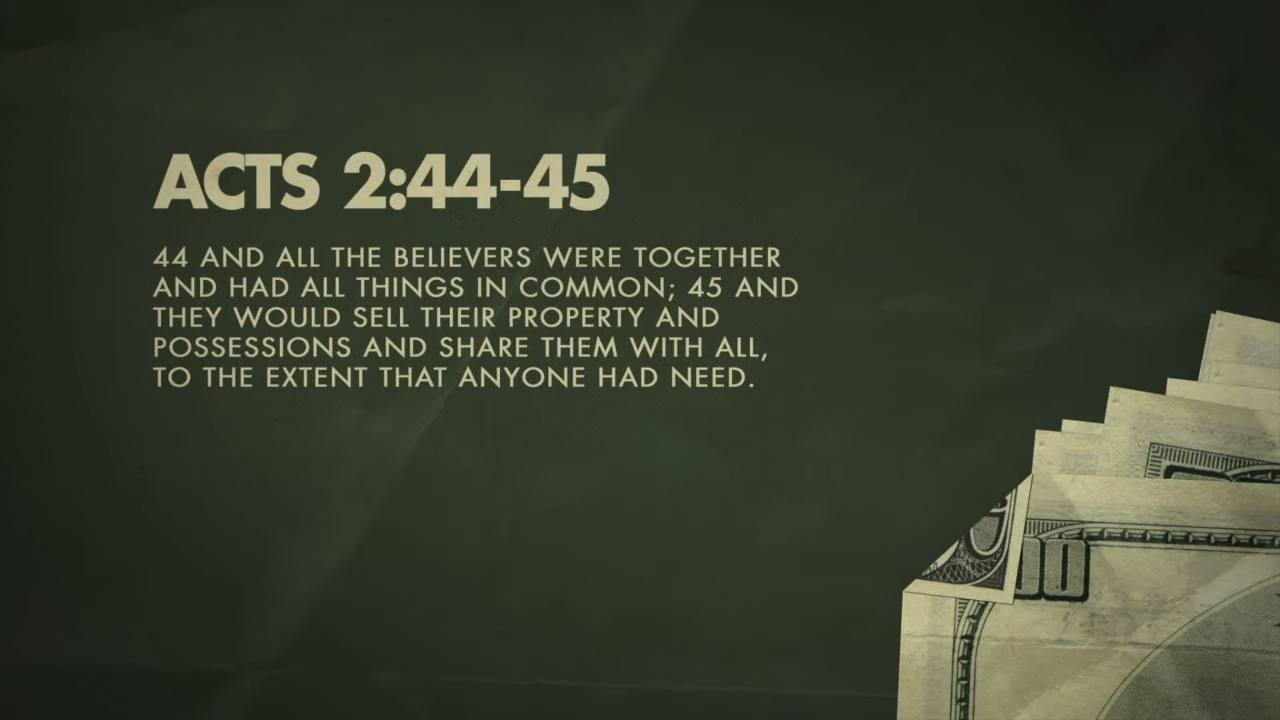 ACTS 2:44-45
44 AND ALL THE BELIEVERS WERE TOGETHER
AND HAD ALL THINGS IN COMMON; 45 AND
THEY WOULD SELL THEIR PROPERTY AND
POSSESSIONS AND SHARE THEM WITH ALL,
TO THE EXTENT THAT ANYONE HAD NEED.